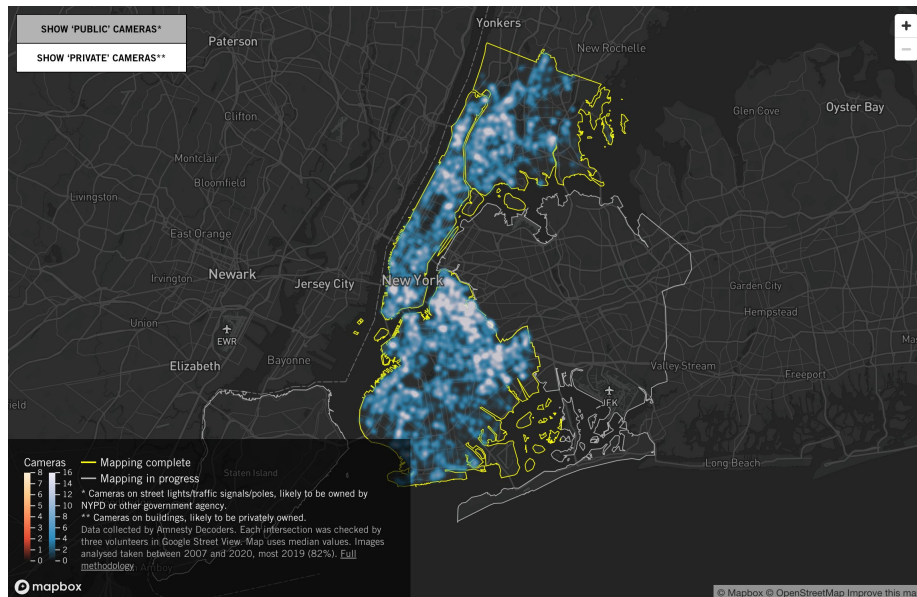 SHOW ‘PUBLIC’ CAMERAS*
SHOW ‘PRIVATE’ CAMERAS**
+
−
Yonkers
New Rochelle
Paterson
Glen Cove
Oyster Bay
Clifton
Montclair
Bloomfield
Livingston
East Orange
Newark
Irvington
Jersey City
New York
Garden City
Hempstead
Union
EWR
Elizabeth
Bayonne
Valley Stream
Freeport
JFK
field
Long Beach
Staten Island
Cameras
8 16
7 14
6 12
5 10
4 8
3 6
2 4
1 2
0 0
Mapping complete
Mapping in progress
* Cameras on street lights/traffic signals/poles, likely to be owned by
NYPD or other government agency.
** Cameras on buildings, likely to be privately owned.
Data collected by Amnesty Decoders. Each intersection was checked by
three volunteers in Google Street View. Map uses median values. Images
analysed taken between 2007 and 2020, most 2019 (82%). Full
methodology
Amboy
mapbox
© Mapbox © OpenStreetMap Improve this ma